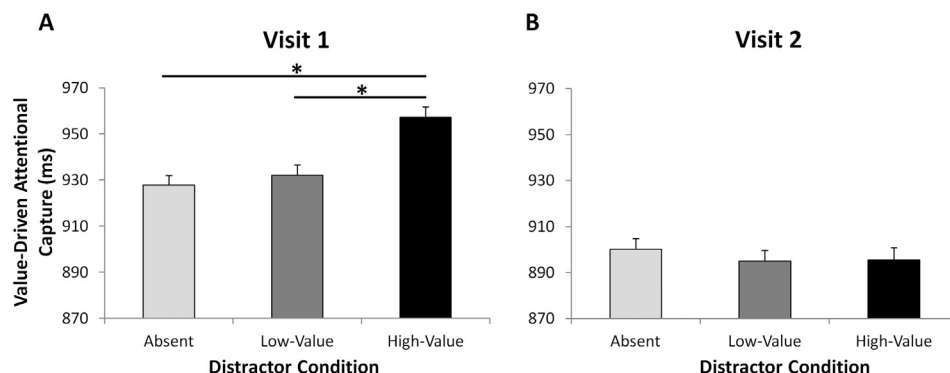 A
Visit 1
Value-Driven Attentional
Capture (ms)
970
950
930
910
890
870
*
*
Absent
Low-Value
High-Value
Distractor Condition
B
Visit 2
970
950
930
910
890
870
Absent
Low-Value
High-Value
Distractor Condition